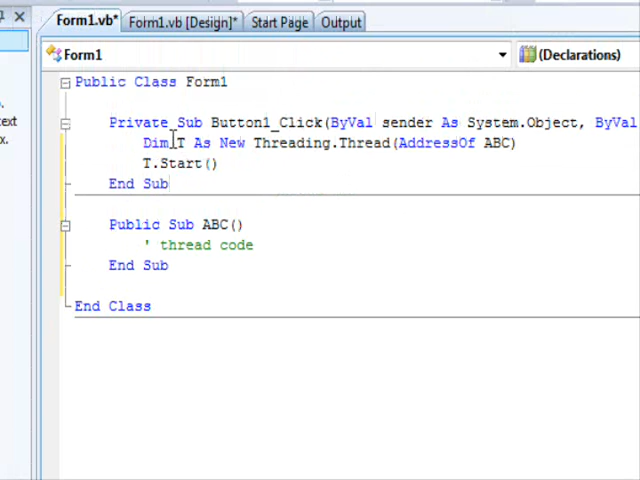 Form1.vb* Form1.vb [Design]* Start Page Output
Form1 (Declarations)
text
x.
Public Class Form1
Private Sub Button1_Click(ByVal sender As System.Object, ByVal
Dim T As New Threading.Thread(AddressOf ABC)
T.Start()
End Sub
Public Sub ABC()
' thread code
End Sub
End Class